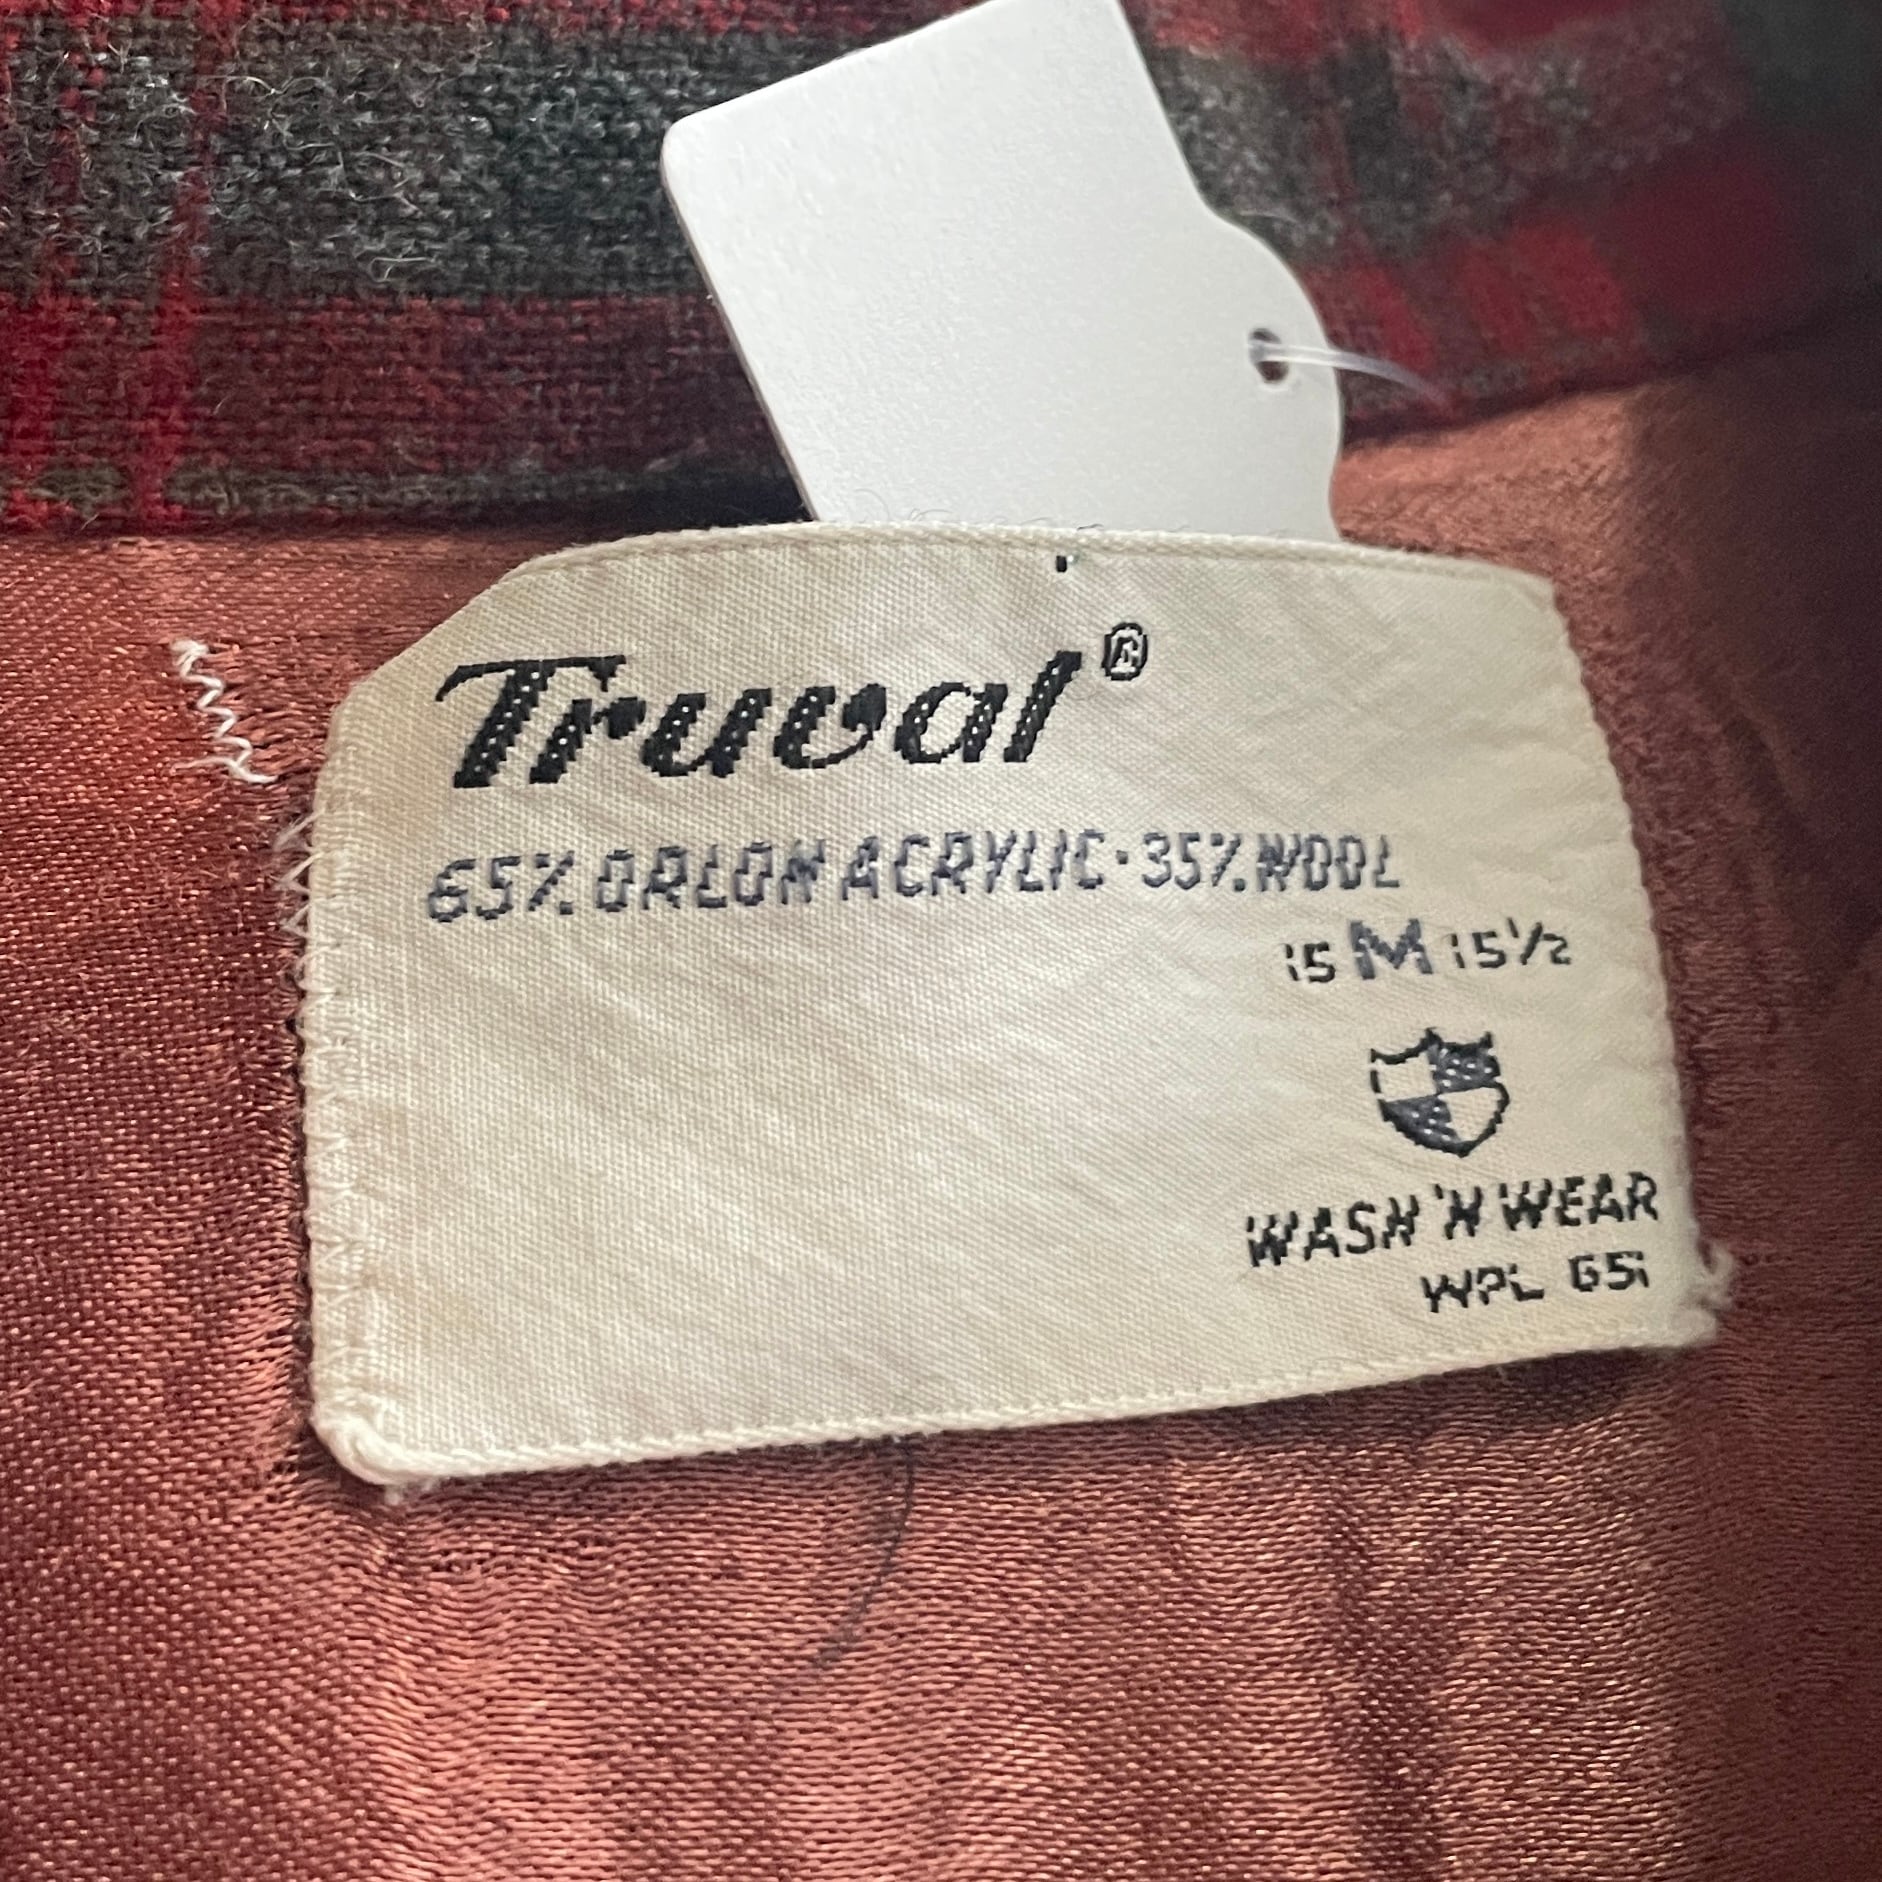 Truval®
65% ORLON ACRYLIC · 35% WOOL
15 M 15½
WASH 'N WEAR
WPL 651